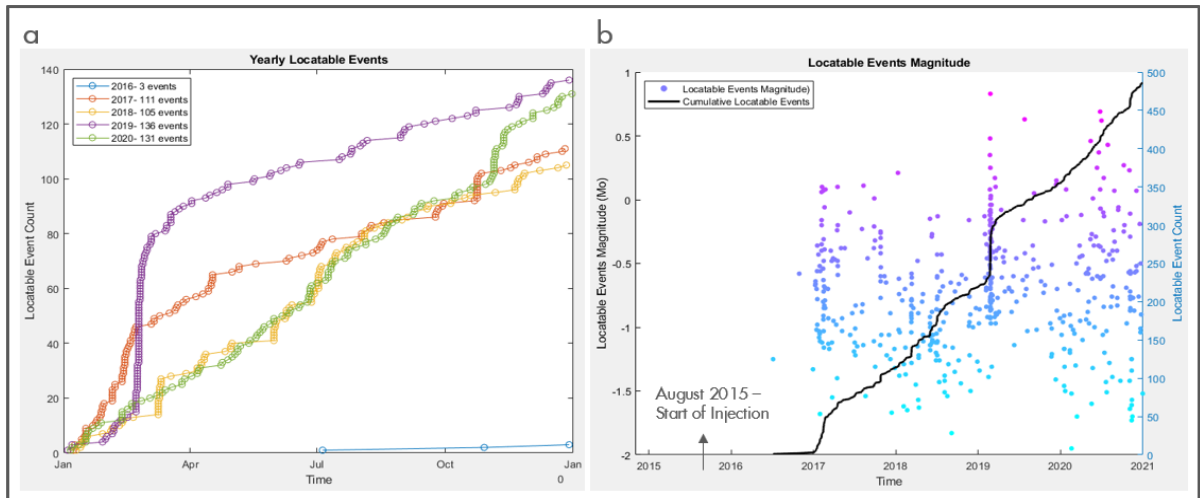 a
Yearly Locatable Events
140
120
100
80
60
40
20
0
Locatable Event Count
2016- 3 events
2017- 111 events
2018- 105 events
2019- 136 events
2020- 131 events
Jan
Apr
Jul
Oct
Jan
0
Time
b
Locatable Events Magnitude
1
0.5
0
-0.5
-1
-1.5
-2
Locatable Events Magnitude (Mo)
Locatable Events Magnitude)
Cumulative Locatable Events
August 2015 –
Start of Injection
500
450
400
350
300
250
200
150
100
50
0
Locatable Event Count
2015
2016
2017
2018
2019
2020
2021
Time